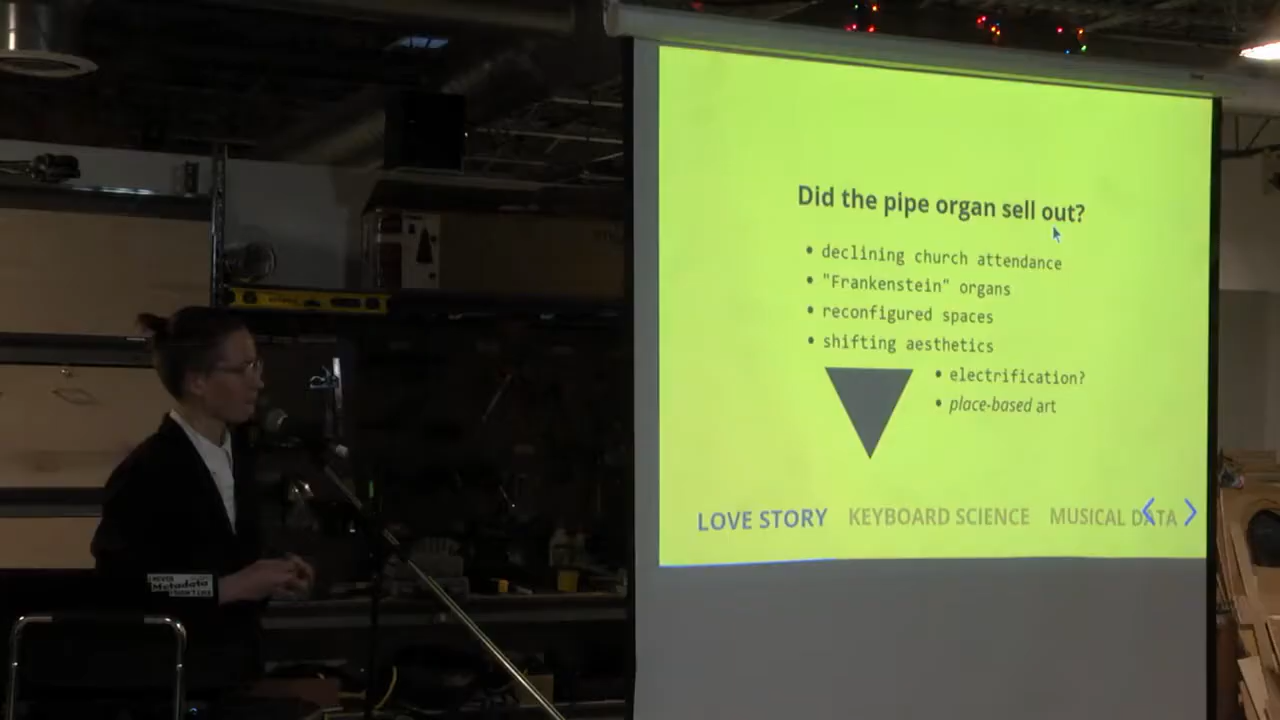 Did the pipe organ sell out?
• declining church attendance
• "Frankenstein" organs
• reconfigured spaces
• shifting aesthetics
• electrification?
• place-based art
LOVE STORY KEYBOARD SCIENCE MUSICAL DATA
Metadata